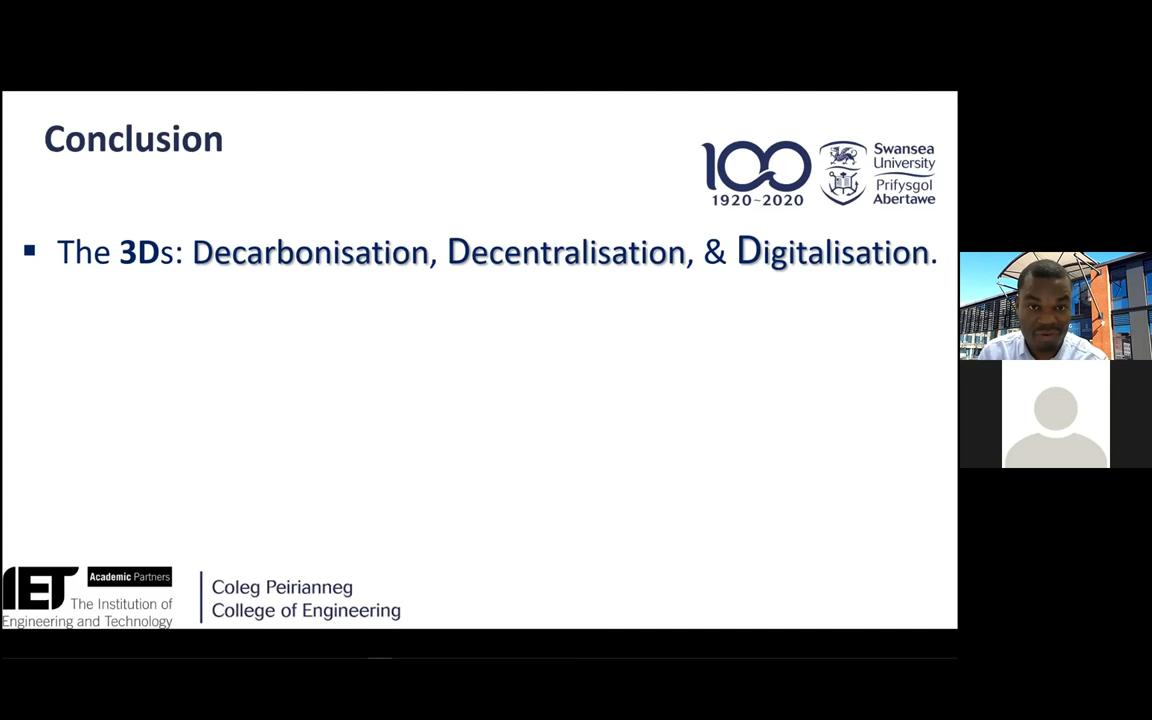 Conclusion
100
1920~2020
Swansea
University
Prifysgol
Abertawe
▪ The 3Ds: Decarbonisation, Decentralisation, & Digitalisation.
IET
Academic Partners
The Institution of
Engineering and Technology
Coleg Peirianneg
College of Engineering